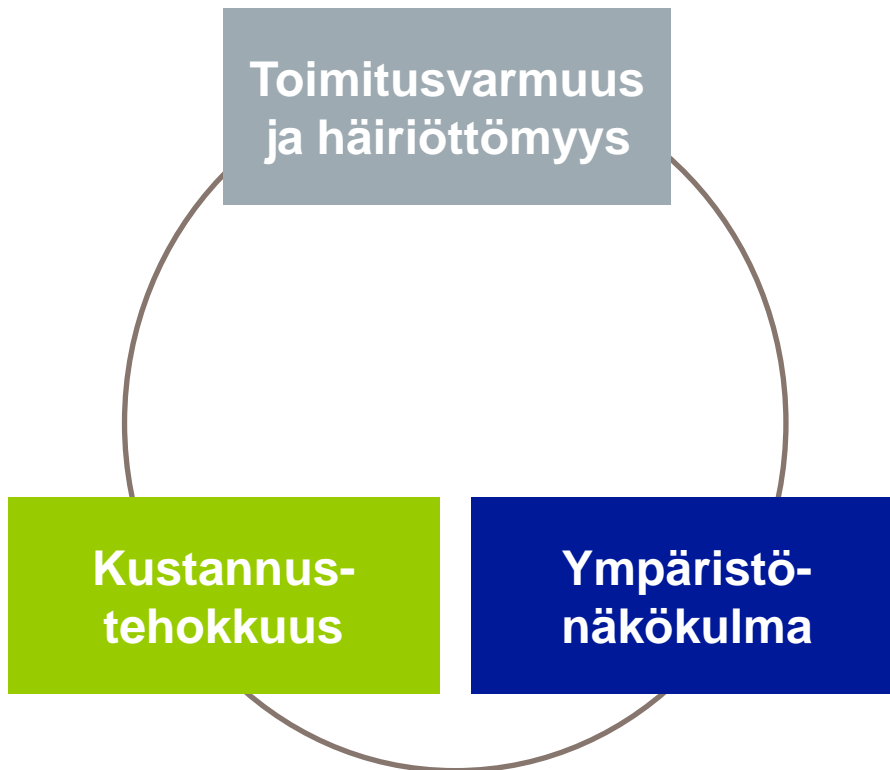 Toimitusvarmuus
ja häiriöttömyys
Kustannus-
tehokkuus
Ympäristö-
näkökulma